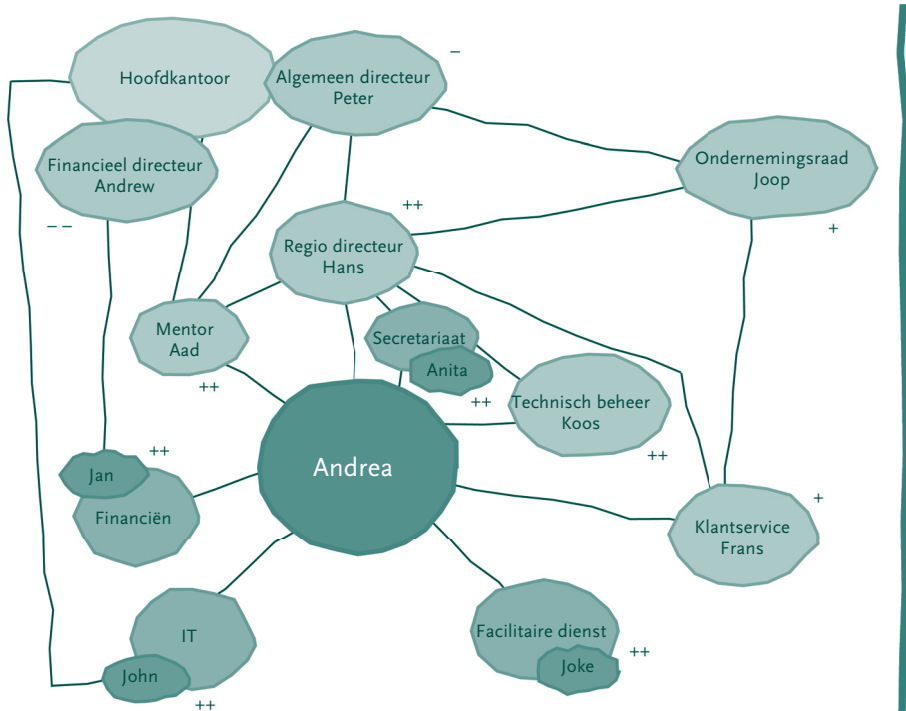 Hoofdkantoor
Algemeen directeur
Peter
–
Financieel directeur
Andrew
– –
Ondernemingsraad
Joop
+
Regio directeur
Hans
++
Mentor
Aad
++
Secretariaat
Anita
++
Technisch beheer
Koos
++
Andrea
Jan
++
Financiën
Klantservice
Frans
+
IT
John
++
Facilitaire dienst
Joke
++